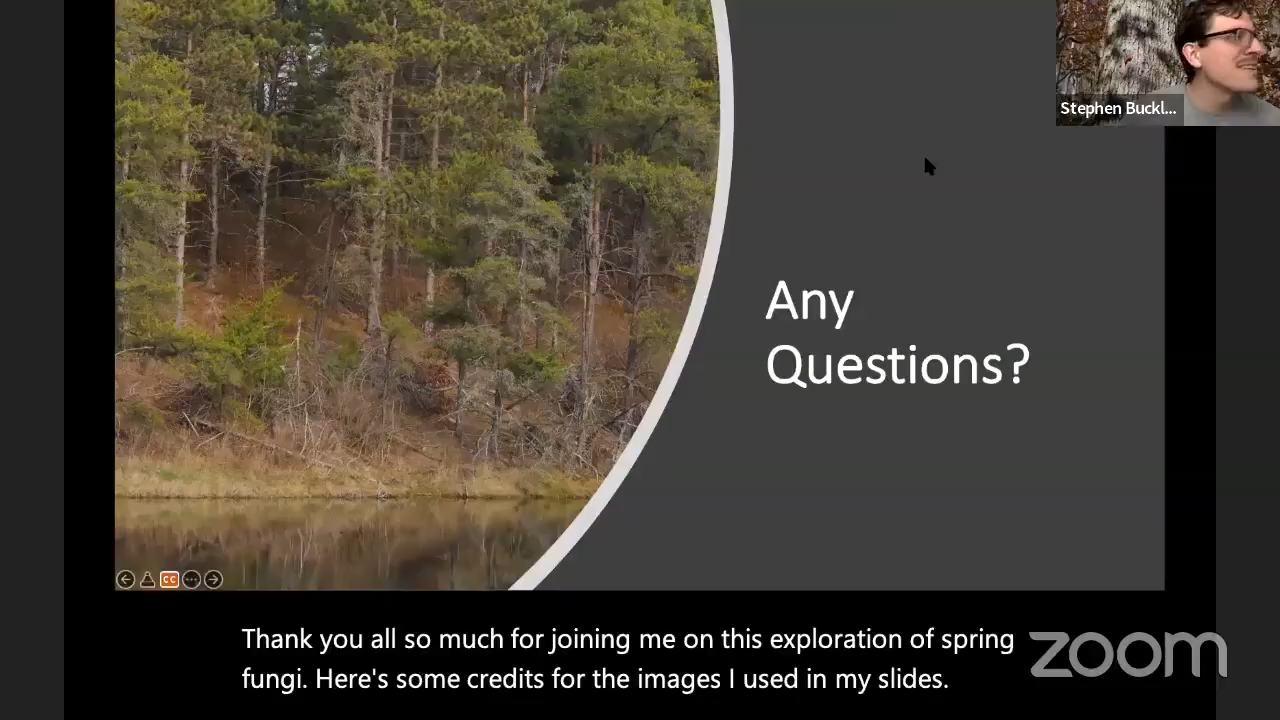 Stephen Buckl...
Any
Questions?
CC
Thank you all so much for joining me on this exploration of spring
fungi. Here's some credits for the images I used in my slides.
zoom